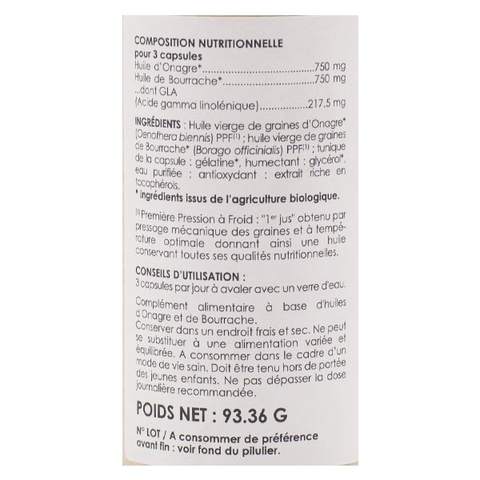 COMPOSITION NUTRITIONNELLE
pour 3 capsules
Huile d'Onagre*..............................750 mg
Huile de Bourrache*.......................750 mg
...dont GLA
(Acide gamma linolénique)............217.5 mg
INGRÉDIENTS : Huile vierge de graines d'Onagre*
(Oenothera biennis) PPF(1) ; huile vierge de graines
de Bourrache* (Borago officinialis) PPF(1) ; tunique
de la capsule : gélatine*, humectant : glycérol*,
eau purifiée ; antioxydant : extrait riche en
tocophérols.
* Ingrédients issus de l'agriculture biologique.
(1) Première Pression à Froid : "1er jus" obtenu par
pressage mécanique des graines et à tempé-
rature optimale donnant ainsi une huile
conservant toutes ses qualités nutritionnelles.
CONSEILS D'UTILISATION :
3 capsules par jour à avaler avec un verre d'eau.
Complément alimentaire à base d'huiles
d'Onagre et de Bourrache.
Conserver dans un endroit frais et sec. Ne peut
se substituer à une alimentation variée et
équilibrée. A consommer dans le cadre d'un
mode de vie sain. Doit être tenu hors de portée
des jeunes enfants. Ne pas dépasser la dose
journalière recommandée.
POIDS NET : 93.36 G
N° LOT / A consommer de préférence
avant fin : voir fond du pilulier.